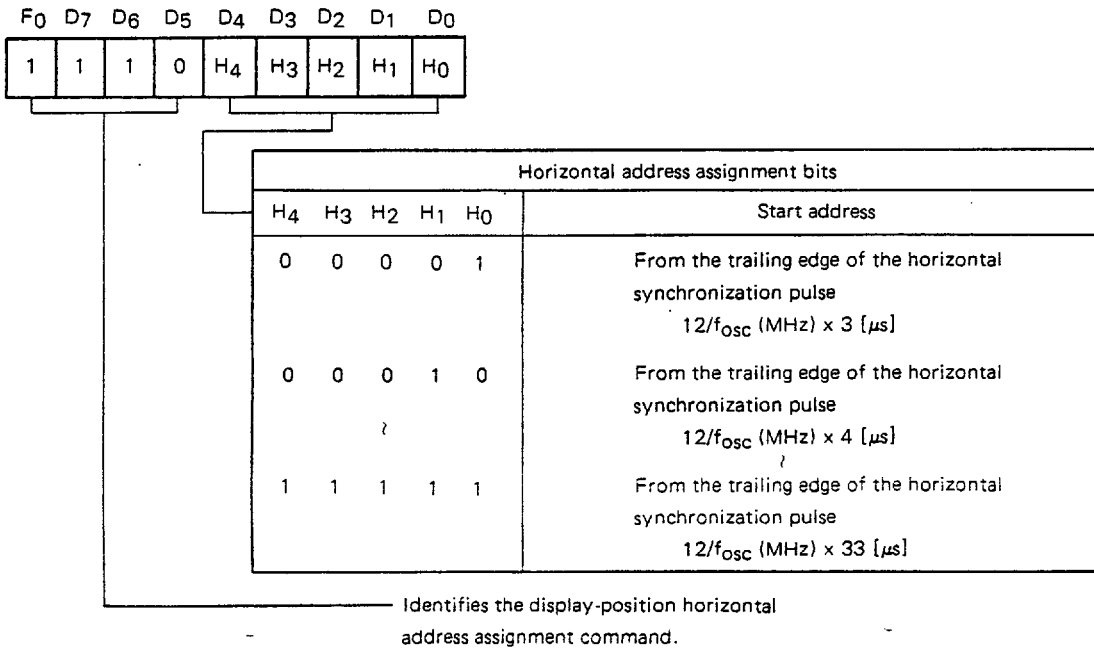 F0 D7 D6 D5 D4 D3 D2 D1 D0
1 1 1 0 H4 H3 H2 H1 H0
Horizontal address assignment bits
H4 H3 H2 H1 H0 Start address
0 0 0 0 1 From the trailing edge of the horizontal
synchronization pulse
12/fosc (MHz) x 3 [μs]
0 0 0 1 0 From the trailing edge of the horizontal
synchronization pulse
≀ 12/fosc (MHz) x 4 [μs]
≀
1 1 1 1 1 From the trailing edge of the horizontal
synchronization pulse
12/fosc (MHz) x 33 [μs]
Identifies the display-position horizontal
address assignment command.